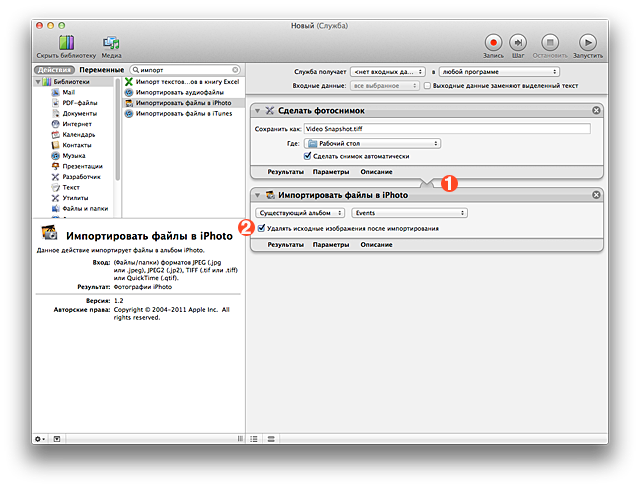 Новый (Служба)
Скрыть библиотеку Медиа Запись Шаг Остановить Запустить
Действия Переменные импорт
Библиотеки
Mail
PDF-файлы
Документы
Интернет
Календарь
Контакты
Музыка
Презентации
Разработчик
Текст
Утилиты
Файлы и папки
Импорт текстов...ов в книгу Excel
Импортировать аудиофайлы
Импортировать файлы в iPhoto
Импортировать файлы в iTunes
Служба получает <нет входных да... в любой программе
Входные данные: все выбранное Выходные данные заменяют выделенный текст
Сделать фотоснимок
Сохранить как: Video Snapshot.tiff
Где: Рабочий стол
Сделать снимок автоматически
Результаты Параметры Описание
1
Импортировать файлы в iPhoto
Существующий альбом Events
2 Удалять исходные изображения после импортирования
Результаты Параметры Описание
Импортировать файлы в iPhoto
Данное действие импортирует файлы в альбом iPhoto.
Вход: (Файлы/папки) форматов JPEG (.jpg
или .jpeg), JPEG2 (.jp2), TIFF (.tif или .tiff)
или QuickTime (.qtif).
Результат: Фотографии iPhoto
Версия: 1.2
Авторские права: Copyright © 2004–2011 Apple Inc. All
rights reserved.